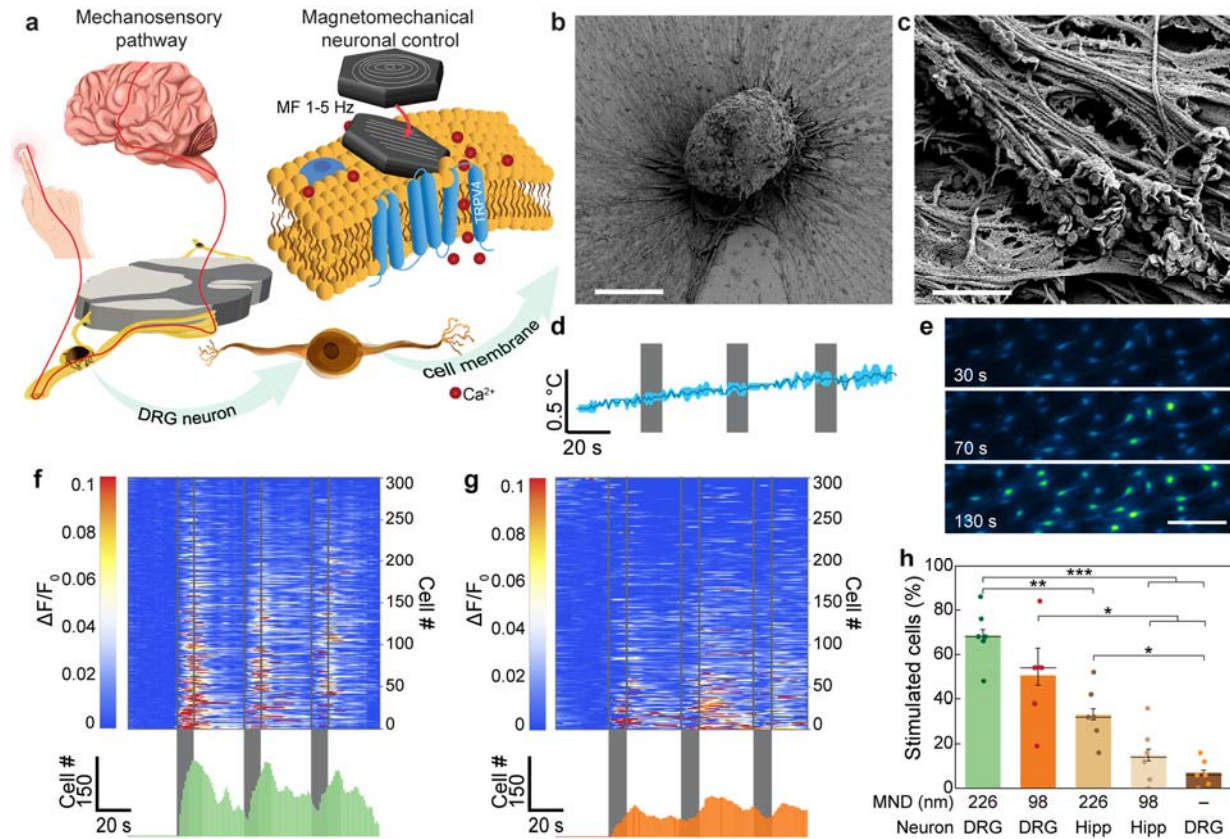 a
Mechanosensory
pathway
Magnetomechanical
neuronal control
MF 1-5 Hz
TRPV4
DRG neuron
cell membrane
Ca²⁺
b
c
d
0.5 °C
20 s
e
30 s
70 s
130 s
f
ΔF/F₀
0.1
0.08
0.06
0.04
0.02
0
Cell #
300
250
200
150
100
50
0
Cell #
150
20 s
g
ΔF/F₀
0.1
0.08
0.06
0.04
0.02
0
Cell #
300
250
200
150
100
50
0
Cell #
150
20 s
h
Stimulated cells (%)
100
80
60
40
20
0
***
**
*
*
MND (nm) 226 98 226 98 –
Neuron DRG DRG Hipp Hipp DRG